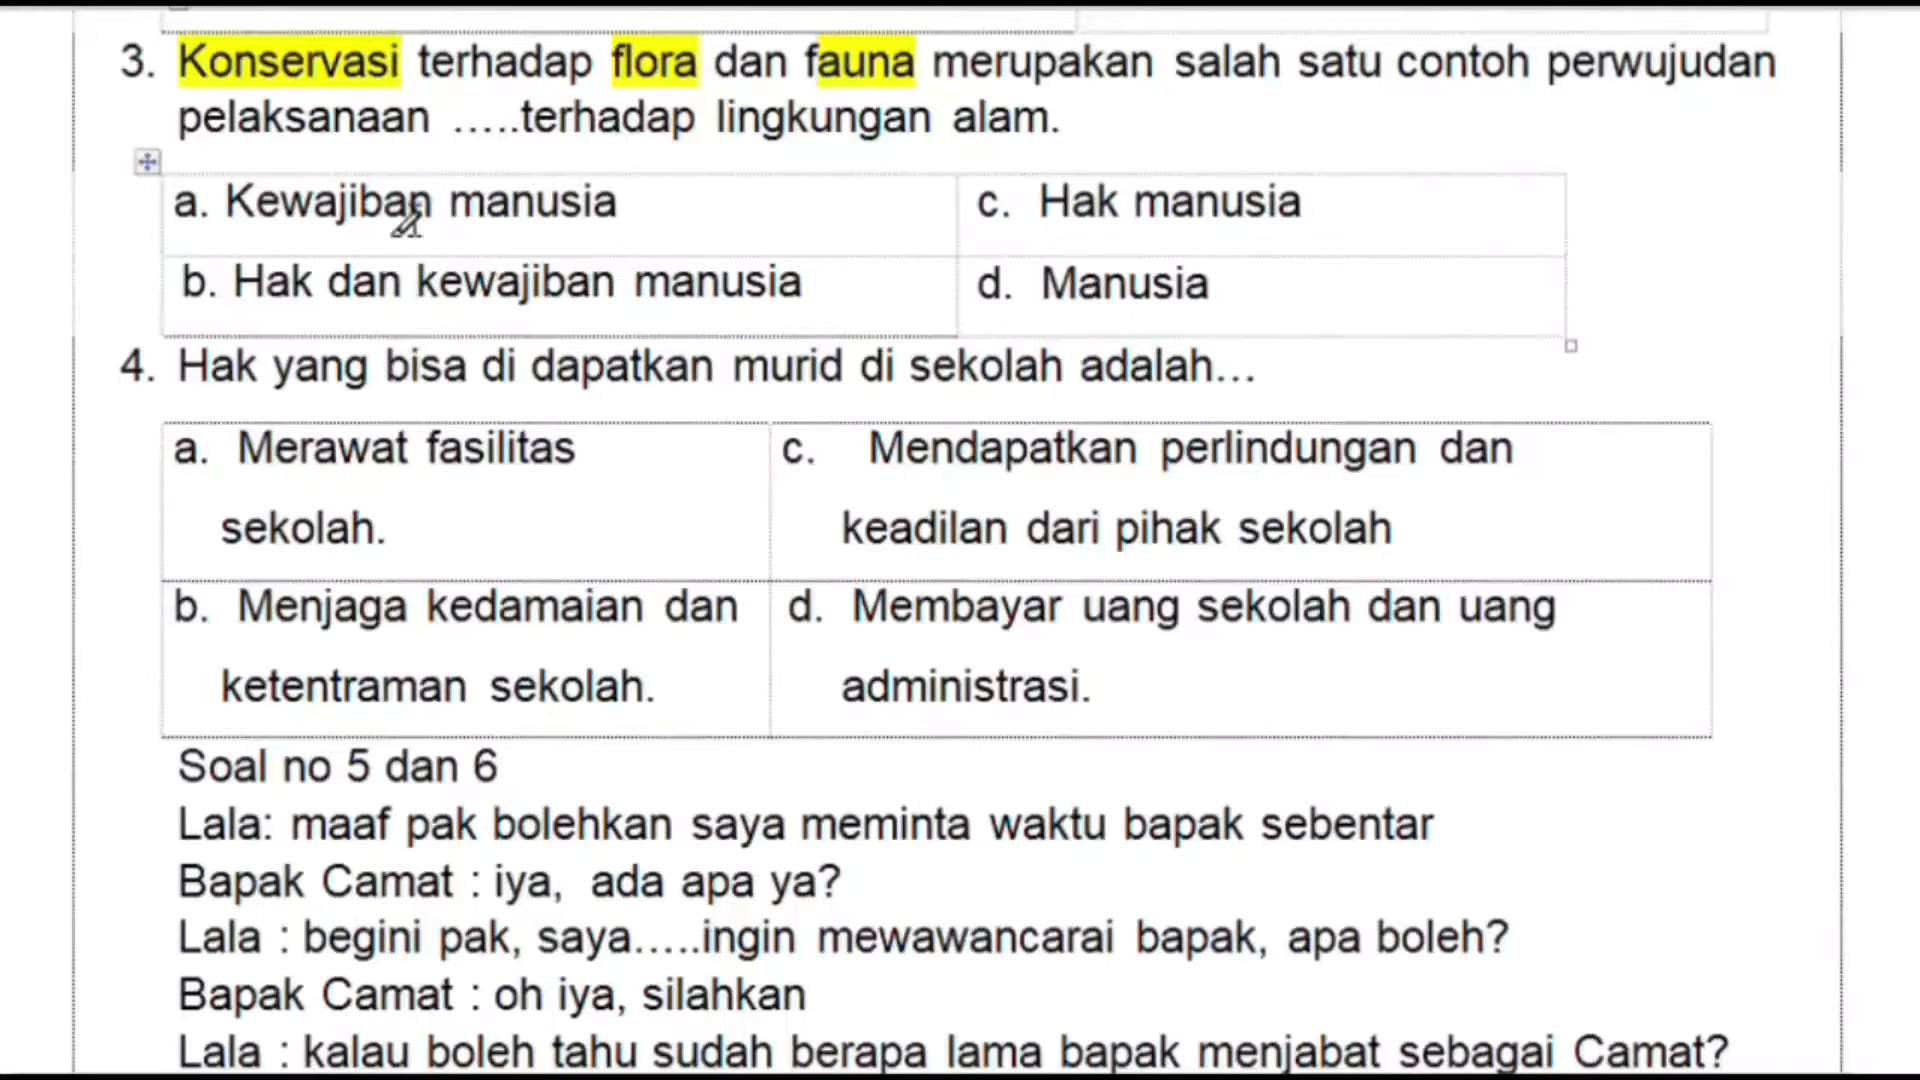 3. Konservasi terhadap flora dan fauna merupakan salah satu contoh perwujudan
pelaksanaan .....terhadap lingkungan alam.
a. Kewajiban manusia
c. Hak manusia
b. Hak dan kewajiban manusia
d. Manusia
4. Hak yang bisa di dapatkan murid di sekolah adalah...
a. Merawat fasilitas
sekolah.
c. Mendapatkan perlindungan dan
keadilan dari pihak sekolah
b. Menjaga kedamaian dan
ketentraman sekolah.
d. Membayar uang sekolah dan uang
administrasi.
Soal no 5 dan 6
Lala: maaf pak bolehkan saya meminta waktu bapak sebentar
Bapak Camat : iya, ada apa ya?
Lala : begini pak, saya.....ingin mewawancarai bapak, apa boleh?
Bapak Camat : oh iya, silahkan
Lala : kalau boleh tahu sudah berapa lama bapak menjabat sebagai Camat?